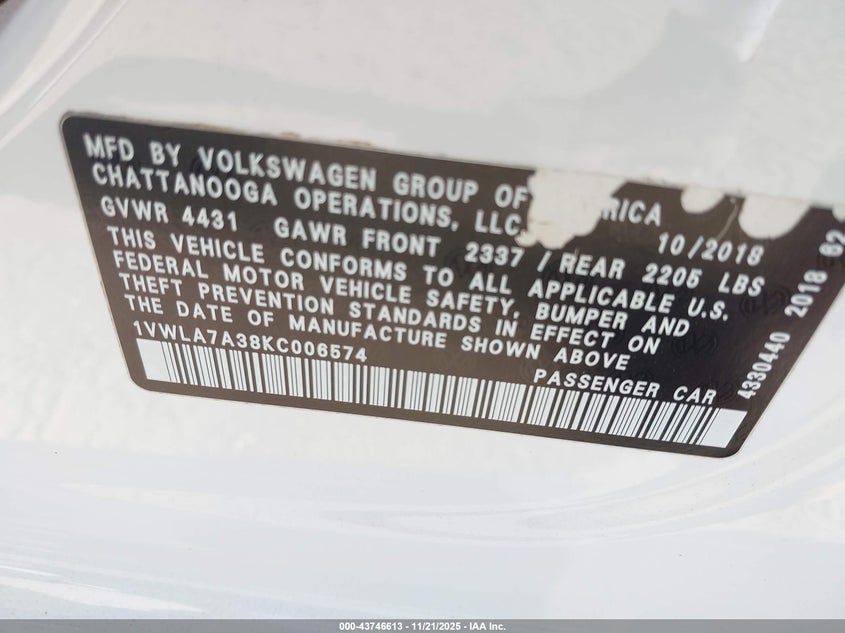 MFD BY VOLKSWAGEN GROUP OF
CHATTANOOGA OPERATIONS, LLC
10/2018
GVWR 4431 GAWR FRONT 2337 / REAR 2205 LBS
THIS VEHICLE CONFORMS TO ALL APPLICABLE U.S.
FEDERAL MOTOR VEHICLE SAFETY, BUMPER AND
THEFT PREVENTION STANDARDS IN EFFECT ON
THE DATE OF MANUFACTURE SHOWN ABOVE
1VWLA7A38KC006574
PASSENGER CAR
4330440 2018 82
000-43746613 - 11/21/2025 - IAA Inc.